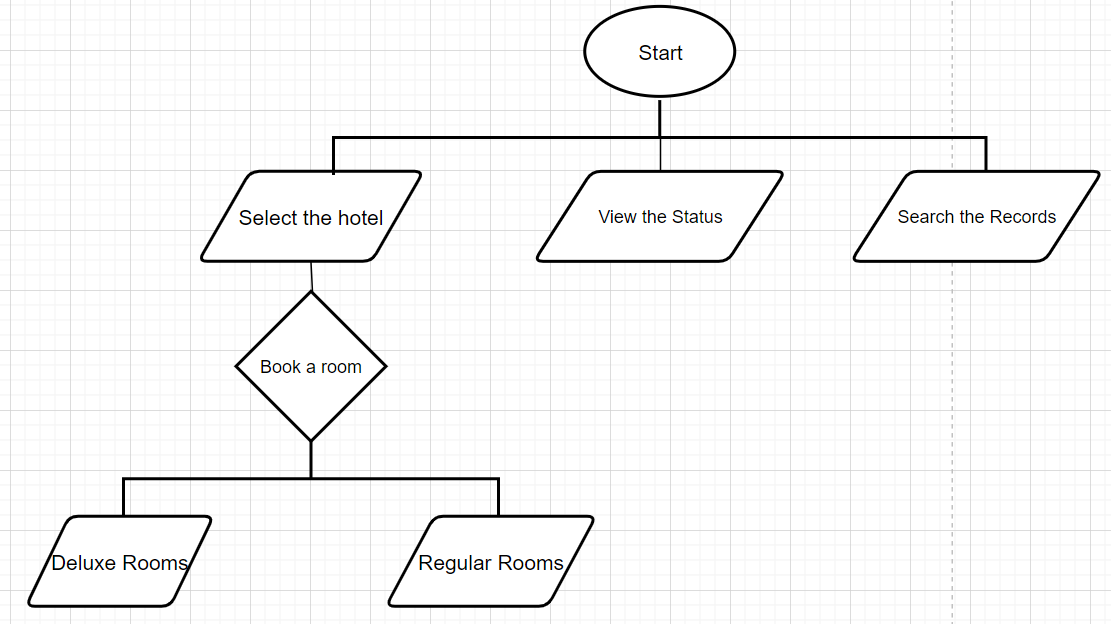 Start
Select the hotel
View the Status
Search the Records
Book a room
Deluxe Rooms
Regular Rooms